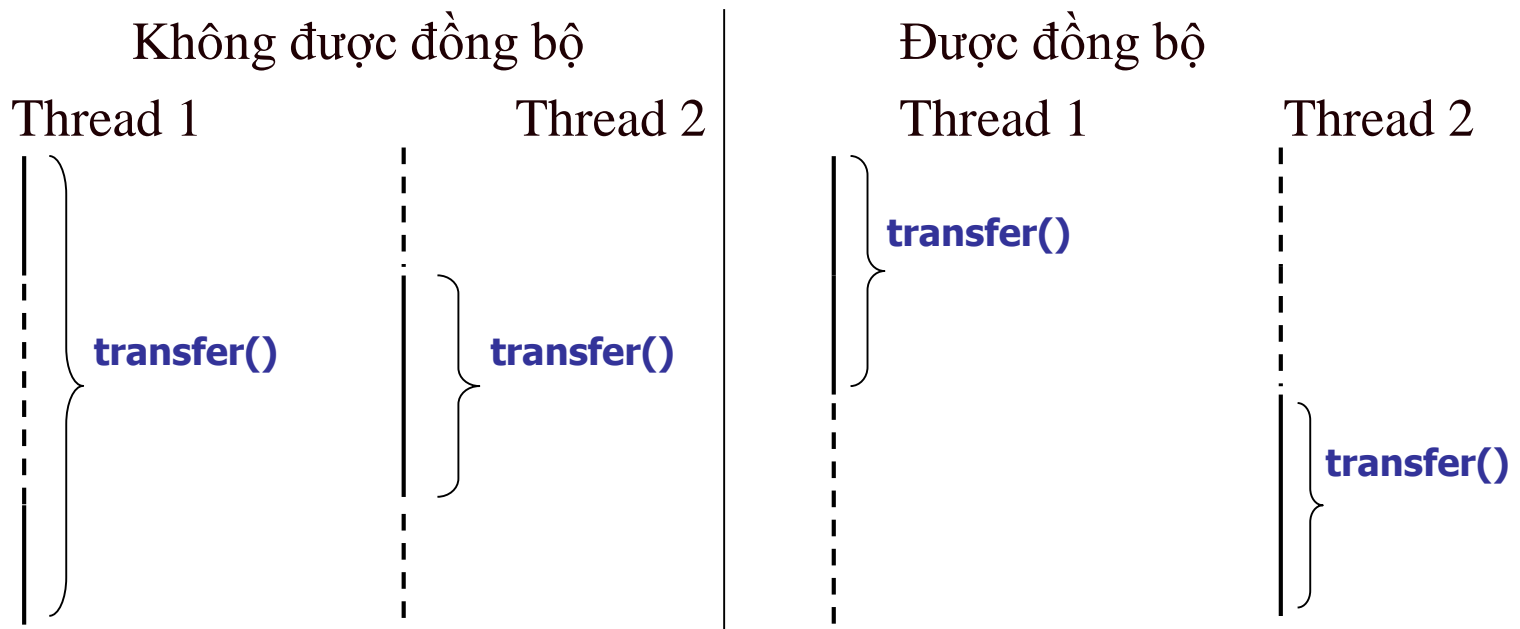 Không được đồng bộ
Thread 1
Thread 2
transfer()
transfer()
Được đồng bộ
Thread 1
Thread 2
transfer()
transfer()